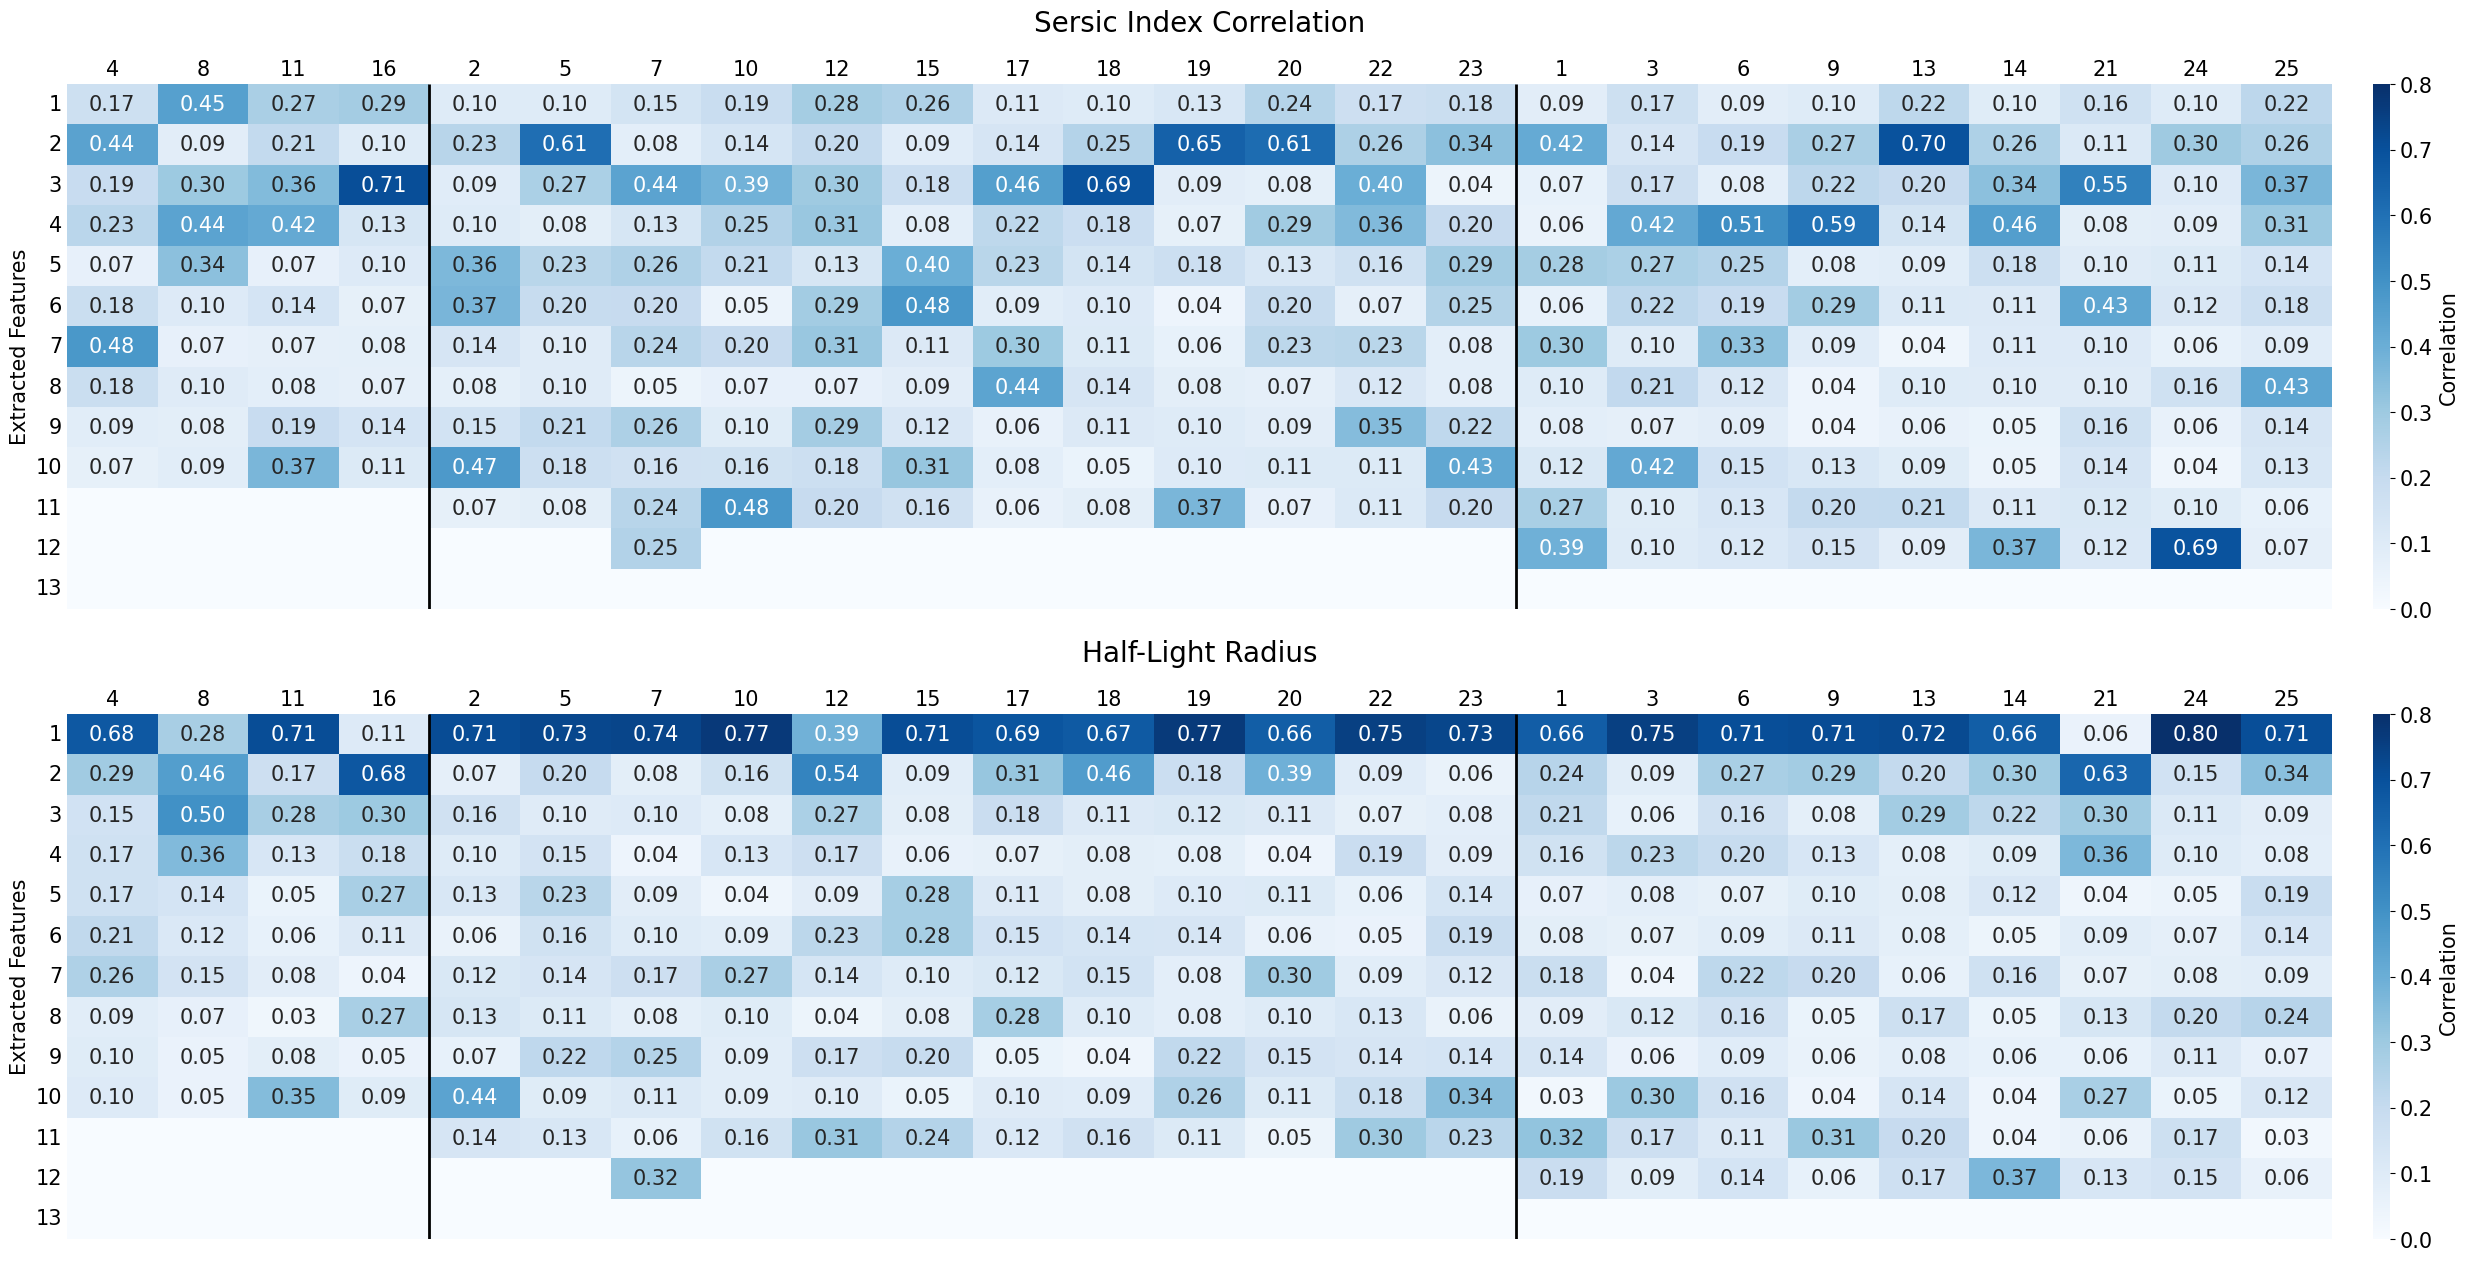 Sersic Index Correlation
4 8 11 16 2 5 7 10 12 15 17 18 19 20 22 23 1 3 6 9 13 14 21 24 25
1 0.17 0.45 0.27 0.29 0.10 0.10 0.15 0.19 0.28 0.26 0.11 0.10 0.13 0.24 0.17 0.18 0.09 0.17 0.09 0.10 0.22 0.10 0.16 0.10 0.22
2 0.44 0.09 0.21 0.10 0.23 0.61 0.08 0.14 0.20 0.09 0.14 0.25 0.65 0.61 0.26 0.34 0.42 0.14 0.19 0.27 0.70 0.26 0.11 0.30 0.26
3 0.19 0.30 0.36 0.71 0.09 0.27 0.44 0.39 0.30 0.18 0.46 0.69 0.09 0.08 0.40 0.04 0.07 0.17 0.08 0.22 0.20 0.34 0.55 0.10 0.37
4 0.23 0.44 0.42 0.13 0.10 0.08 0.13 0.25 0.31 0.08 0.22 0.18 0.07 0.29 0.36 0.20 0.06 0.42 0.51 0.59 0.14 0.46 0.08 0.09 0.31
5 0.07 0.34 0.07 0.10 0.36 0.23 0.26 0.21 0.13 0.40 0.23 0.14 0.18 0.13 0.16 0.29 0.28 0.27 0.25 0.08 0.09 0.18 0.10 0.11 0.14
6 0.18 0.10 0.14 0.07 0.37 0.20 0.20 0.05 0.29 0.48 0.09 0.10 0.04 0.20 0.07 0.25 0.06 0.22 0.19 0.29 0.11 0.11 0.43 0.12 0.18
7 0.48 0.07 0.07 0.08 0.14 0.10 0.24 0.20 0.31 0.11 0.30 0.11 0.06 0.23 0.23 0.08 0.30 0.10 0.33 0.09 0.04 0.11 0.10 0.06 0.09
8 0.18 0.10 0.08 0.07 0.08 0.10 0.05 0.07 0.07 0.09 0.44 0.14 0.08 0.07 0.12 0.08 0.10 0.21 0.12 0.04 0.10 0.10 0.10 0.16 0.43
9 0.09 0.08 0.19 0.14 0.15 0.21 0.26 0.10 0.29 0.12 0.06 0.11 0.10 0.09 0.35 0.22 0.08 0.07 0.09 0.04 0.06 0.05 0.16 0.06 0.14
10 0.07 0.09 0.37 0.11 0.47 0.18 0.16 0.16 0.18 0.31 0.08 0.05 0.10 0.11 0.11 0.43 0.12 0.42 0.15 0.13 0.09 0.05 0.14 0.04 0.13
11 0.07 0.08 0.24 0.48 0.20 0.16 0.06 0.08 0.37 0.07 0.11 0.20 0.27 0.10 0.13 0.20 0.21 0.11 0.12 0.10 0.06
12 0.25 0.39 0.10 0.12 0.15 0.09 0.37 0.12 0.69 0.07
13
Extracted Features
0.8
0.7
0.6
0.5
0.4
0.3
0.2
0.1
0.0
Correlation
Half-Light Radius
4 8 11 16 2 5 7 10 12 15 17 18 19 20 22 23 1 3 6 9 13 14 21 24 25
1 0.68 0.28 0.71 0.11 0.71 0.73 0.74 0.77 0.39 0.71 0.69 0.67 0.77 0.66 0.75 0.73 0.66 0.75 0.71 0.71 0.72 0.66 0.06 0.80 0.71
2 0.29 0.46 0.17 0.68 0.07 0.20 0.08 0.16 0.54 0.09 0.31 0.46 0.18 0.39 0.09 0.06 0.24 0.09 0.27 0.29 0.20 0.30 0.63 0.15 0.34
3 0.15 0.50 0.28 0.30 0.16 0.10 0.10 0.08 0.27 0.08 0.18 0.11 0.12 0.11 0.07 0.08 0.21 0.06 0.16 0.08 0.29 0.22 0.30 0.11 0.09
4 0.17 0.36 0.13 0.18 0.10 0.15 0.04 0.13 0.17 0.06 0.07 0.08 0.08 0.04 0.19 0.09 0.16 0.23 0.20 0.13 0.08 0.09 0.36 0.10 0.08
5 0.17 0.14 0.05 0.27 0.13 0.23 0.09 0.04 0.09 0.28 0.11 0.08 0.10 0.11 0.06 0.14 0.07 0.08 0.07 0.10 0.08 0.12 0.04 0.05 0.19
6 0.21 0.12 0.06 0.11 0.06 0.16 0.10 0.09 0.23 0.28 0.15 0.14 0.14 0.06 0.05 0.19 0.08 0.07 0.09 0.11 0.08 0.05 0.09 0.07 0.14
7 0.26 0.15 0.08 0.04 0.12 0.14 0.17 0.27 0.14 0.10 0.12 0.15 0.08 0.30 0.09 0.12 0.18 0.04 0.22 0.20 0.06 0.16 0.07 0.08 0.09
8 0.09 0.07 0.03 0.27 0.13 0.11 0.08 0.10 0.04 0.08 0.28 0.10 0.08 0.10 0.13 0.06 0.09 0.12 0.16 0.05 0.17 0.05 0.13 0.20 0.24
9 0.10 0.05 0.08 0.05 0.07 0.22 0.25 0.09 0.17 0.20 0.05 0.04 0.22 0.15 0.14 0.14 0.14 0.06 0.09 0.06 0.08 0.06 0.06 0.11 0.07
10 0.10 0.05 0.35 0.09 0.44 0.09 0.11 0.09 0.10 0.05 0.10 0.09 0.26 0.11 0.18 0.34 0.03 0.30 0.16 0.04 0.14 0.04 0.27 0.05 0.12
11 0.14 0.13 0.06 0.16 0.31 0.24 0.12 0.16 0.11 0.05 0.30 0.23 0.32 0.17 0.11 0.31 0.20 0.04 0.06 0.17 0.03
12 0.32 0.19 0.09 0.14 0.06 0.17 0.37 0.13 0.15 0.06
13
Extracted Features
0.8
0.7
0.6
0.5
0.4
0.3
0.2
0.1
0.0
Correlation